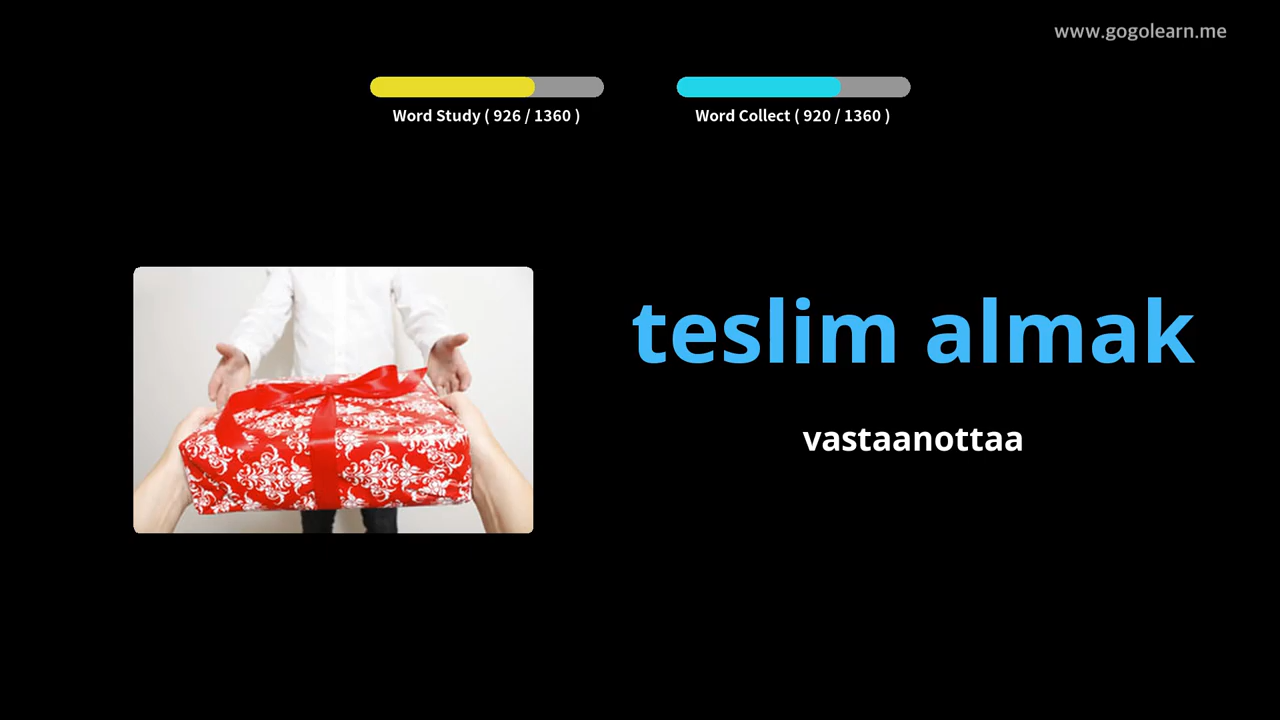 www.gogolearn.me
Word Study ( 926 / 1360 )
Word Collect ( 920 / 1360 )
teslim almak
vastaanottaa